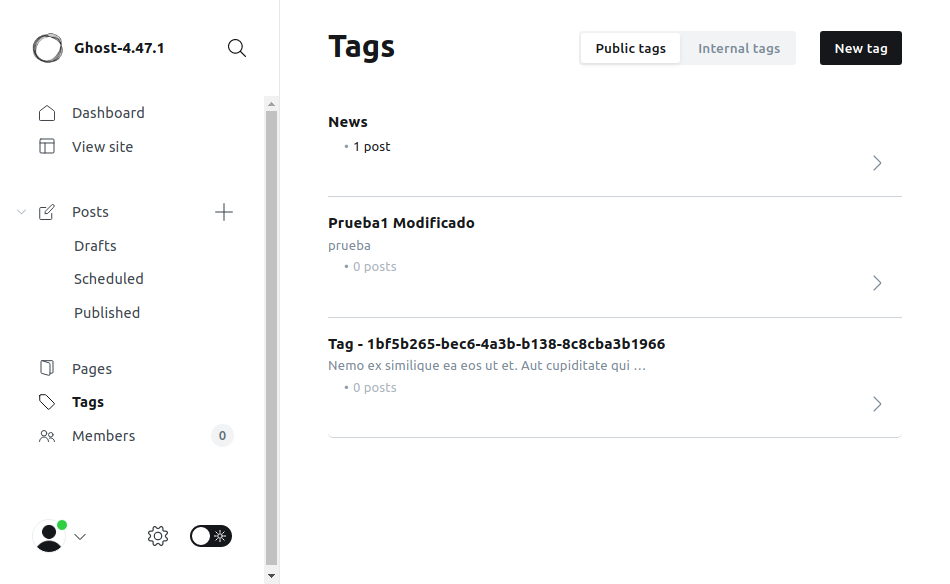 Ghost-4.47.1
Dashboard
View site
Posts
Drafts
Scheduled
Published
Pages
Tags
Members
0
Tags
Public tags
Internal tags
New tag
News
• 1 post
Prueba1 Modificado
prueba
• 0 posts
Tag - 1bf5b265-bec6-4a3b-b138-8c8cba3b1966
Nemo ex similique ea eos ut et. Aut cupiditate qui …
• 0 posts